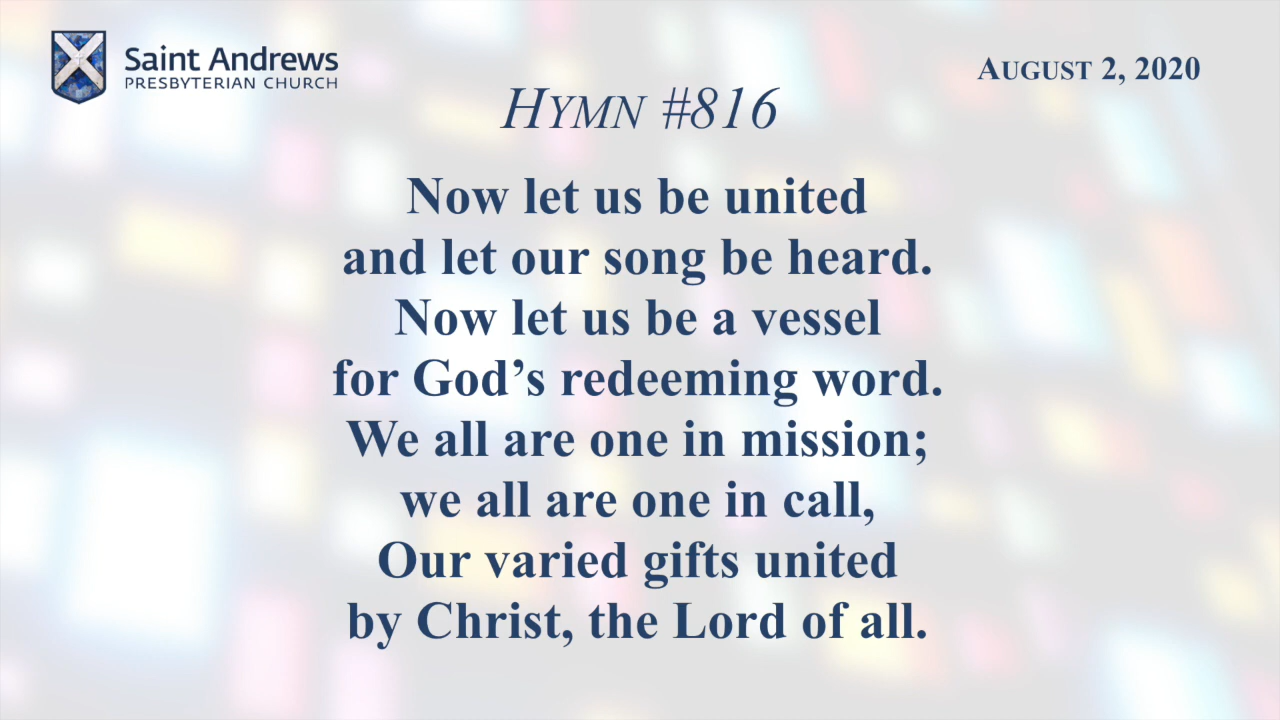 Saint Andrews
PRESBYTERIAN CHURCH
AUGUST 2, 2020
HYMN #816
Now let us be united
and let our song be heard.
Now let us be a vessel
for God’s redeeming word.
We all are one in mission;
we all are one in call,
Our varied gifts united
by Christ, the Lord of all.